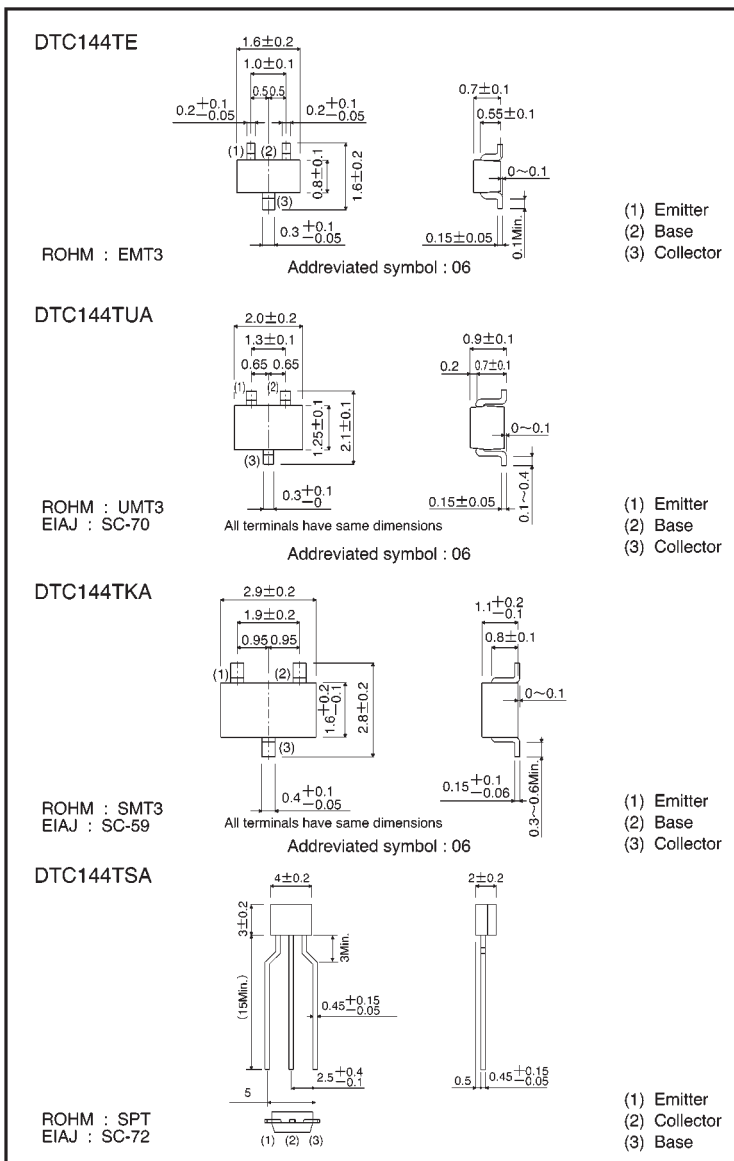 DTC144TE
1.6±0.2
1.0±0.1
0.5 0.5
0.2+0.1 −0.05
0.2+0.1 −0.05
(1) (2)
(3)
0.8±0.1
1.6±0.2
0.3+0.1 −0.05
0.7±0.1
0.55±0.1
0~0.1
0.15±0.05
0.1Min.
ROHM : EMT3
Addreviated symbol : 06
(1) Emitter
(2) Base
(3) Collector
DTC144TUA
2.0±0.2
1.3±0.1
0.65 0.65
(1) (2)
(3)
1.25±0.1
2.1±0.1
0.3+0.1 −0
0.9±0.1
0.2 0.7±0.1
0~0.1
0.15±0.05
0.1~0.4
ROHM : UMT3
EIAJ : SC-70
All terminals have same dimensions
Addreviated symbol : 06
(1) Emitter
(2) Base
(3) Collector
DTC144TKA
2.9±0.2
1.9±0.2
0.95 0.95
(1) (2)
(3)
1.6+0.2 −0.1
2.8±0.2
0.4+0.1 −0.05
1.1+0.2 −0.1
0.8±0.1
0~0.1
0.15+0.1 −0.06
0.3~0.6Min.
ROHM : SMT3
EIAJ : SC-59
All terminals have same dimensions
Addreviated symbol : 06
(1) Emitter
(2) Base
(3) Collector
DTC144TSA
4±0.2
2±0.2
3±0.2
3Min.
(15Min.)
0.45+0.15 −0.05
2.5+0.4 −0.1
5
0.5
0.45+0.15 −0.05
ROHM : SPT
EIAJ : SC-72
(1) (2) (3)
(1) Emitter
(2) Collector
(3) Base